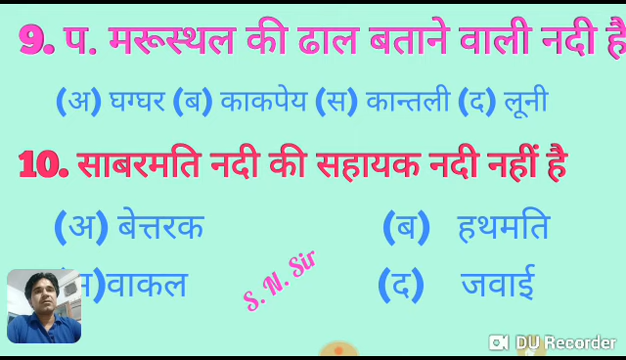 9. प. मरूस्थल की ढाल बताने वाली नदी है
(अ) घग्घर (ब) काकपेय (स) कान्तली (द) लूनी
10. साबरमति नदी की सहायक नदी नहीं है
(अ) बेत्तरक (ब) हथमति
)वाकल (द) जवाई
S. N. Sir
DU Recorder